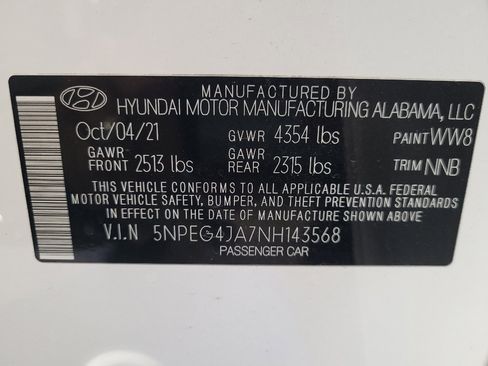 MANUFACTURED BY
HYUNDAI MOTOR MANUFACTURING ALABAMA, LLC
Oct/04/21 GVWR 4354 lbs PAINT WW8
GAWR FRONT 2513 lbs GAWR REAR 2315 lbs TRIM NNB
THIS VEHICLE CONFORMS TO ALL APPLICABLE U.S.A. FEDERAL
MOTOR VEHICLE SAFETY, BUMPER, AND THEFT PREVENTION STANDARDS
IN EFFECT ON THE DATE OF MANUFACTURE SHOWN ABOVE.
V.I.N 5NPEG4JA7NH143568
PASSENGER CAR